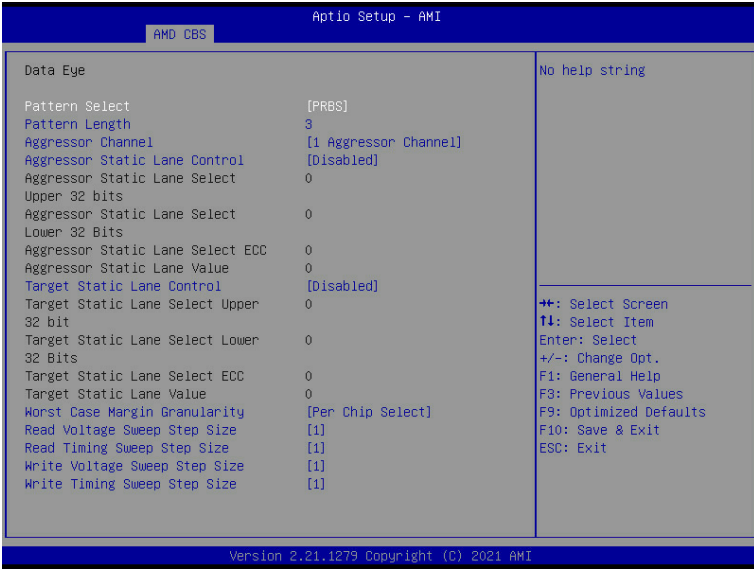 Aptio Setup – AMI
AMD CBS
Data Eye
Pattern Select [PRBS]
Pattern Length 3
Aggressor Channel [1 Aggressor Channel]
Aggressor Static Lane Control [Disabled]
Aggressor Static Lane Select 0
Upper 32 bits
Aggressor Static Lane Select 0
Lower 32 Bits
Aggressor Static Lane Select ECC 0
Aggressor Static Lane Value 0
Target Static Lane Control [Disabled]
Target Static Lane Select Upper 0
32 bit
Target Static Lane Select Lower 0
32 Bits
Target Static Lane Select ECC 0
Target Static Lane Value 0
Worst Case Margin Granularity [Per Chip Select]
Read Voltage Sweep Step Size [1]
Read Timing Sweep Step Size [1]
Write Voltage Sweep Step Size [1]
Write Timing Sweep Step Size [1]
No help string
→←: Select Screen
↑↓: Select Item
Enter: Select
+/-: Change Opt.
F1: General Help
F3: Previous Values
F9: Optimized Defaults
F10: Save & Exit
ESC: Exit
Version 2.21.1279 Copyright (C) 2021 AMI